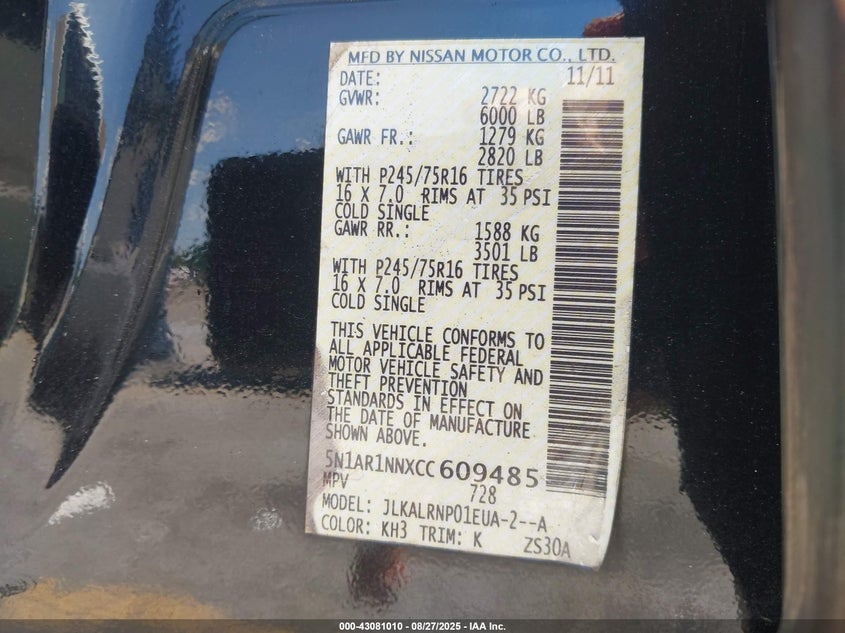 MFD BY NISSAN MOTOR CO., LTD.
DATE: 11/11
GVWR: 2722 KG
6000 LB
GAWR FR.: 1279 KG
2820 LB
WITH P245/75R16 TIRES
16 X 7.0 RIMS AT 35 PSI
COLD SINGLE
GAWR RR.: 1588 KG
3501 LB
WITH P245/75R16 TIRES
16 X 7.0 RIMS AT 35 PSI
COLD SINGLE
THIS VEHICLE CONFORMS TO
ALL APPLICABLE FEDERAL
MOTOR VEHICLE SAFETY AND
THEFT PREVENTION
STANDARDS IN EFFECT ON
THE DATE OF MANUFACTURE
SHOWN ABOVE.
5N1AR1NNXCC609485
MPV 728
MODEL: JLKALRNP01EUA-2--A
COLOR: KH3 TRIM: K ZS30A
000-43081010 - 08/27/2025 - IAA Inc.